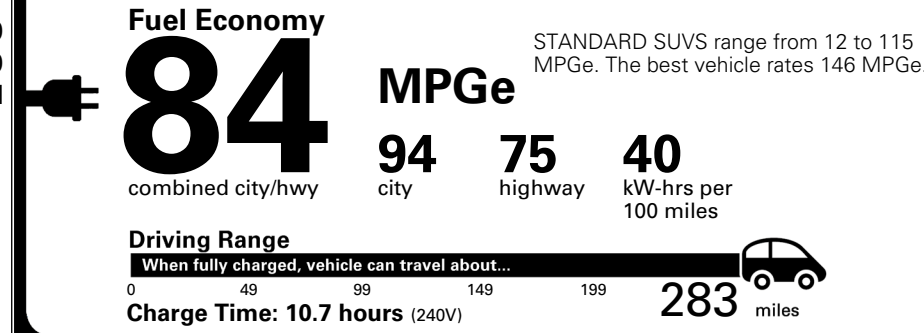 Fuel Economy
84
MPGe
combined city/hwy
STANDARD SUVS range from 12 to 115
MPGe. The best vehicle rates 146 MPGe
94
city
75
highway
40
kW-hrs per
100 miles
Driving Range
When fully charged, vehicle can travel about...
0 49 99 149 199 283 miles
Charge Time: 10.7 hours (240V)